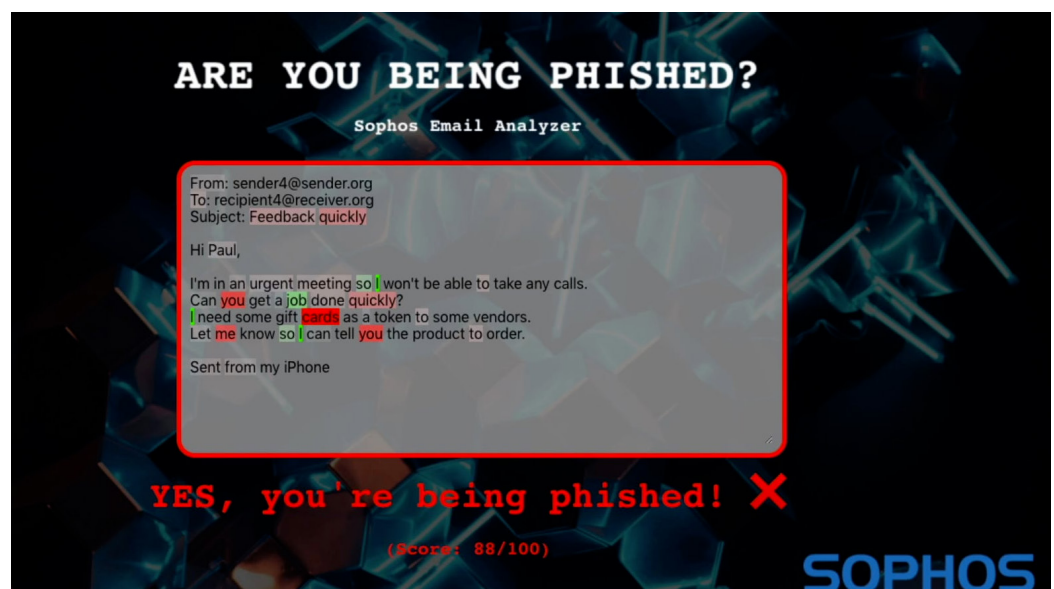 ARE YOU BEING PHISHED?
Sophos Email Analyzer
From: sender4@sender.org
To: recipient4@receiver.org
Subject: Feedback quickly
Hi Paul,
I'm in an urgent meeting so I won't be able to take any calls.
Can you get a job done quickly?
I need some gift cards as a token to some vendors.
Let me know so I can tell you the product to order.
Sent from my iPhone
YES, you're being phished! ❌
(Score: 88/100)
SOPHOS